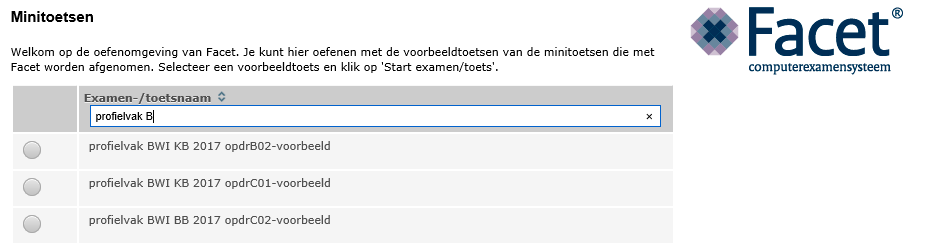 Minitoetsen
Facet®
computerexamensysteem
Welkom op de oefenomgeving van Facet. Je kunt hier oefenen met de voorbeeldtoetsen van de minitoetsen die met
Facet worden afgenomen. Selecteer een voorbeeldtoets en klik op 'Start examen/toets'.
Examen-/toetsnaam
profielvak B ×
profielvak BWI KB 2017 opdrB02-voorbeeld
profielvak BWI KB 2017 opdrC01-voorbeeld
profielvak BWI BB 2017 opdrC02-voorbeeld